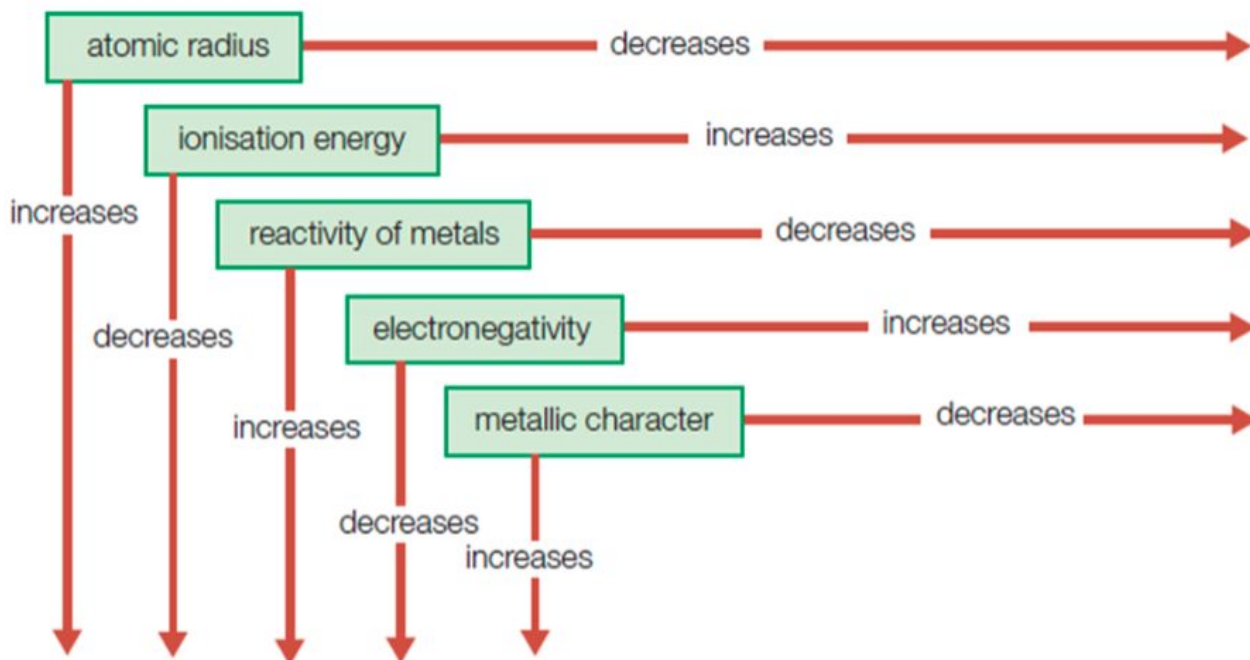 atomic radius
decreases
ionisation energy
increases
increases
reactivity of metals
decreases
decreases
electronegativity
increases
increases
metallic character
decreases
decreases
increases